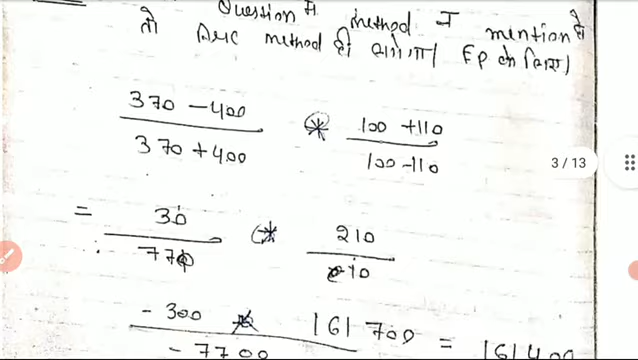 Question में method न mention हो
तो Arc method ही लगेगा। Ep के लिए।
370 - 400 / 370 + 400 * 100 + 110 / 100 - 110
3/13
= 30 / 770 * 210 / 10
- 300 161700 = 161400
- 7700